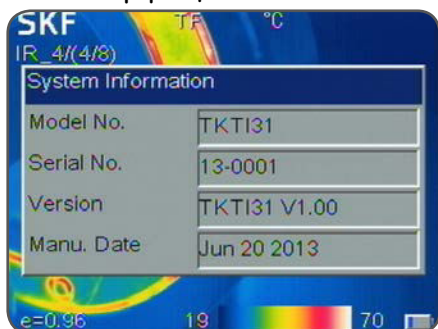 SKF TF °C
IR_4/(4/8)
System Information
Model No. TKTI31
Serial No. 13-0001
Version TKTI31 V1.00
Manu. Date Jun 20 2013
e=0.96 19 70